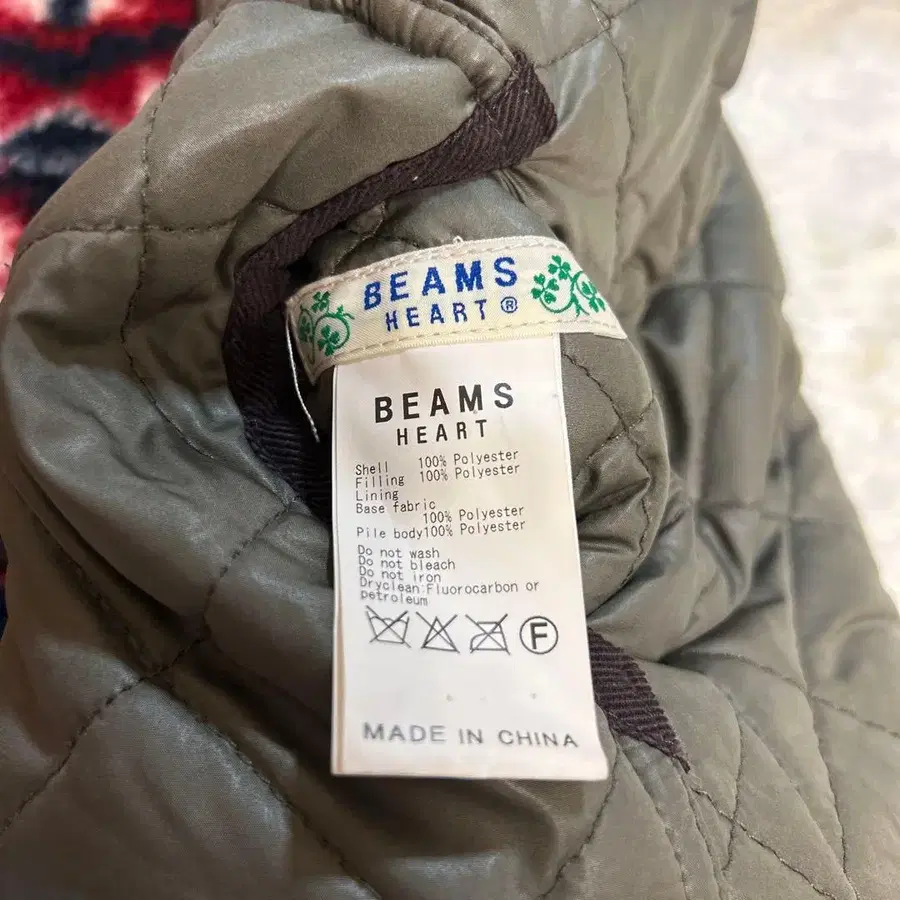 BEAMS
HEART®
BEAMS
HEART
Shell 100% Polyester
Filling 100% Polyester
Lining
Base fabric
100% Polyester
Pile body100% Polyester
Do not wash
Do not bleach
Do not iron
Dryclean:Fluorocarbon or
petroleum
F
MADE IN CHINA